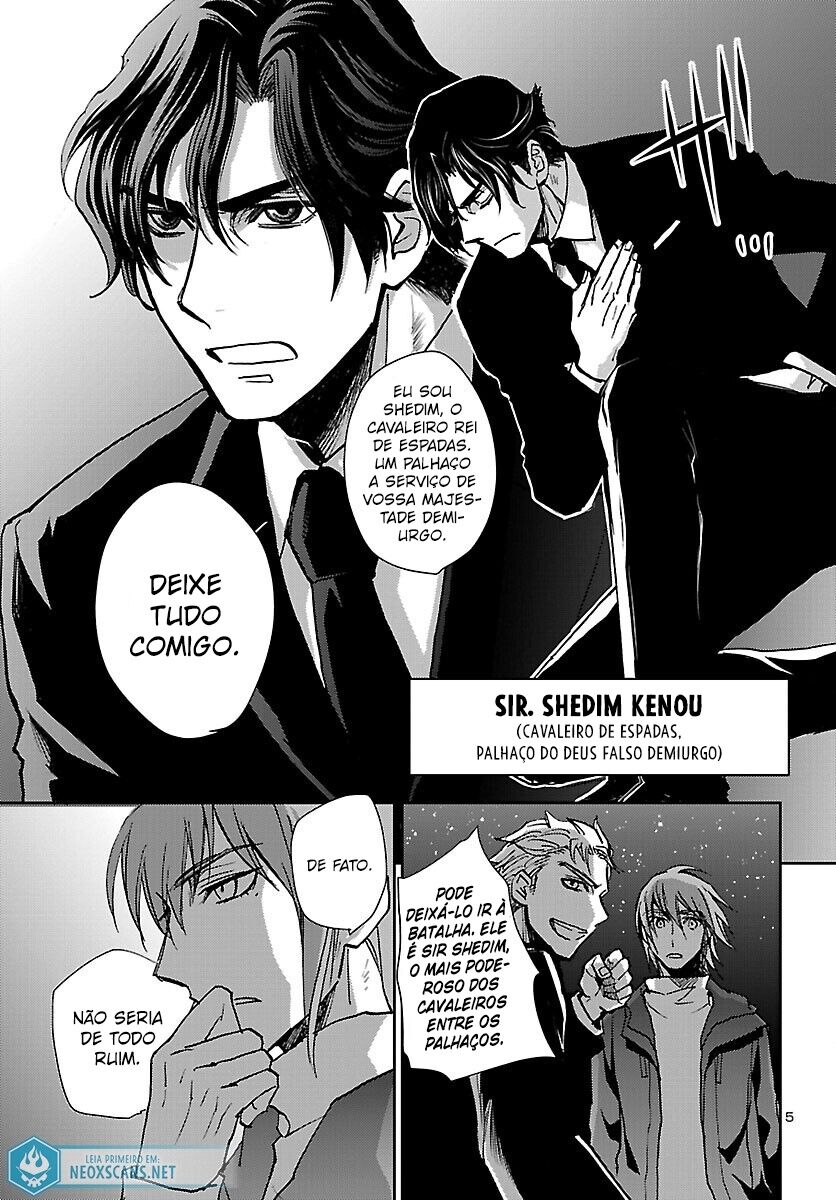 EU SOU
SHEDIM, O
CAVALEIRO REI
DE ESPADAS.
UM PALHAÇO
A SERVIÇO DE
VOSSA MAJES-
TADE DEMI-
URGO.
DEIXE
TUDO
COMIGO.
SIR. SHEDIM KENOU
(CAVALEIRO DE ESPADAS,
PALHAÇO DO DEUS FALSO DEMIURGO)
PODE
DEIXÁ-LO IR À
BATALHA. ELE
É SIR SHEDIM,
O MAIS PODE-
ROSO DOS
CAVALEIROS
ENTRE OS
PALHAÇOS.
DE FATO.
NÃO SERIA
DE TODO
RUIM.
5
LEIA PRIMEIRO EM:
NEOXSCANS.NET